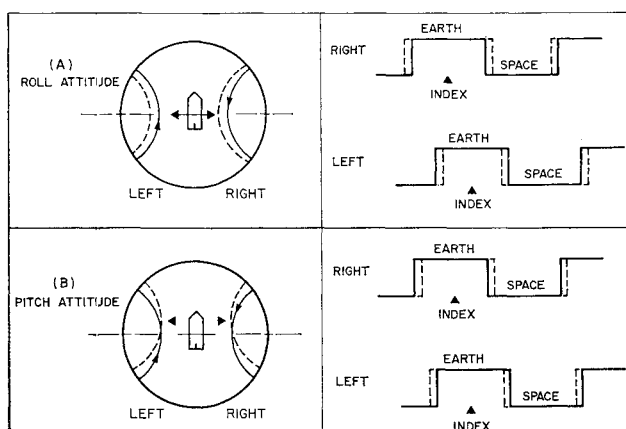 (A)
ROLL ATTITUDE
LEFT RIGHT
RIGHT
EARTH
SPACE
INDEX
LEFT
EARTH
SPACE
INDEX
(B)
PITCH ATTITUDE
LEFT RIGHT
RIGHT
EARTH
SPACE
INDEX
LEFT
EARTH
SPACE
INDEX